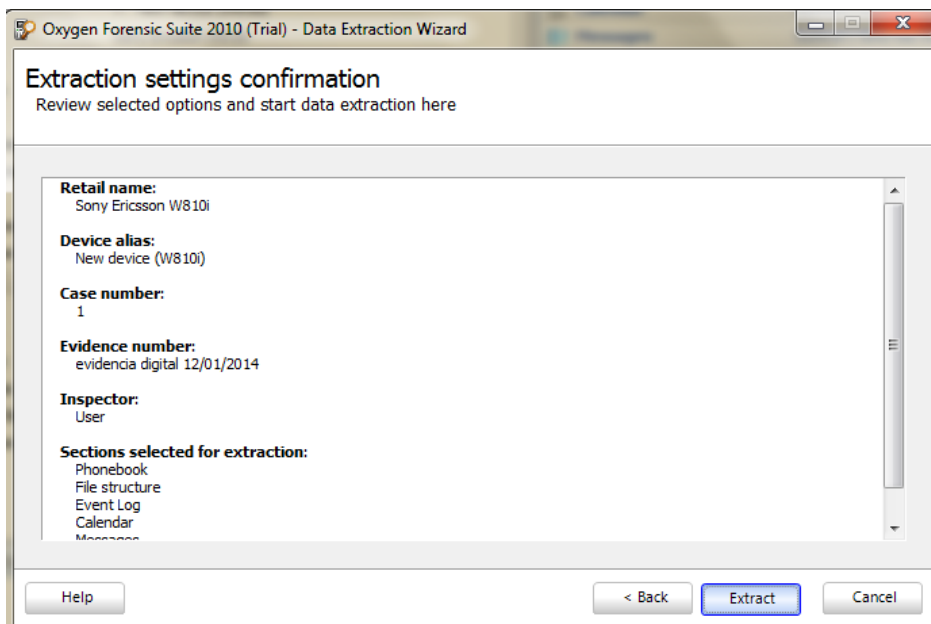 Oxygen Forensic Suite 2010 (Trial) - Data Extraction Wizard
Extraction settings confirmation
Review selected options and start data extraction here
Retail name:
Sony Ericsson W810i
Device alias:
New device (W810i)
Case number:
1
Evidence number:
evidencia digital 12/01/2014
Inspector:
User
Sections selected for extraction:
Phonebook
File structure
Event Log
Calendar
Messages
Help
< Back
Extract
Cancel